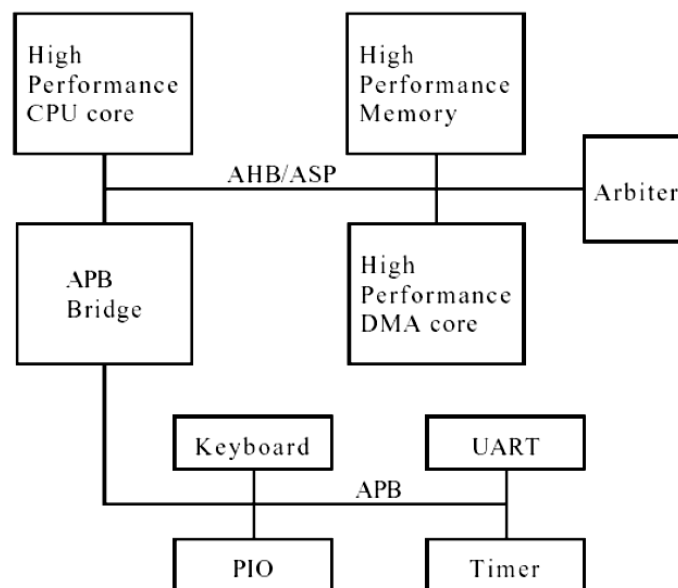 High
Performance
CPU core
High
Performance
Memory
AHB/ASP
Arbiter
APB
Bridge
High
Performance
DMA core
Keyboard
UART
APB
PIO
Timer